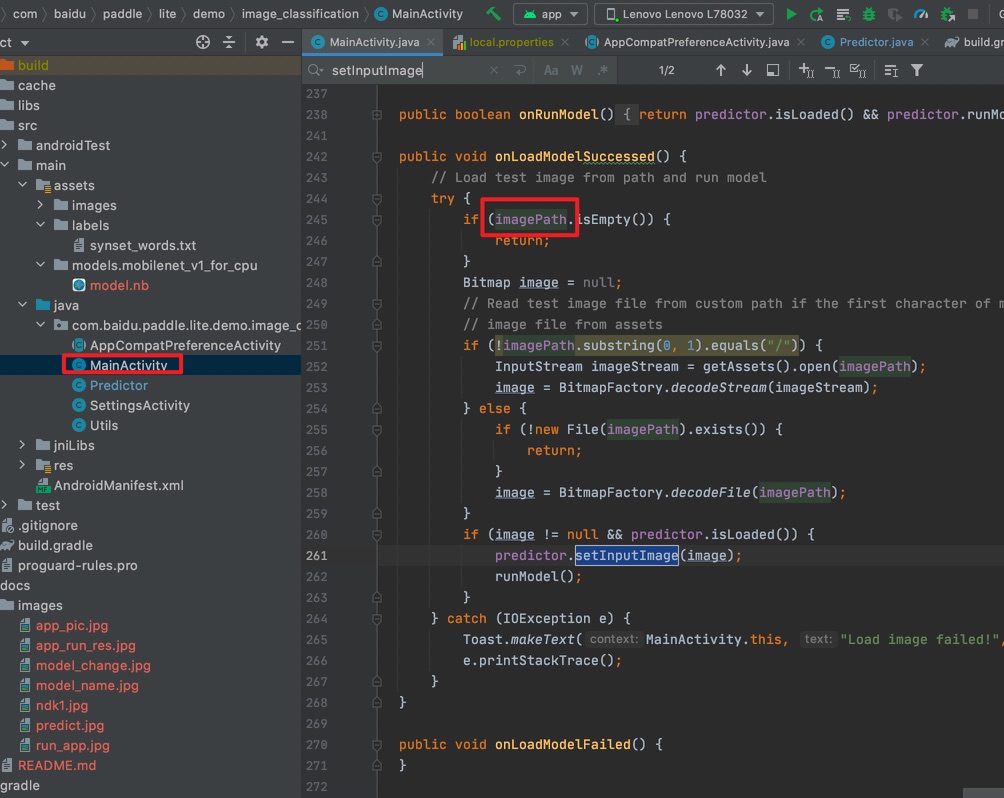 com baidu paddle lite demo image_classification MainActivity app Lenovo Lenovo L78032
ct
MainActivity.java local.properties AppCompatPreferenceActivity.java Predictor.java build.gr
setInputImage Aa W .* 1/2
build
cache
libs
src
androidTest
main
assets
images
labels
synset_words.txt
models.mobilenet_v1_for_cpu
model.nb
java
com.baidu.paddle.lite.demo.image_c
AppCompatPreferenceActivity
MainActivity
Predictor
SettingsActivity
Utils
jniLibs
res
AndroidManifest.xml
test
.gitignore
build.gradle
proguard-rules.pro
docs
images
app_pic.jpg
app_run_res.jpg
model_change.jpg
model_name.jpg
ndk1.jpg
predict.jpg
run_app.jpg
README.md
gradle
237
238 public boolean onRunModel() { return predictor.isLoaded() && predictor.runMo
241
242 public void onLoadModelSuccessed() {
243 // Load test image from path and run model
244 try {
245 if (imagePath.isEmpty()) {
246 return;
247 }
248 Bitmap image = null;
249 // Read test image file from custom path if the first character of m
250 // image file from assets
251 if (!imagePath.substring(0, 1).equals("/")) {
252 InputStream imageStream = getAssets().open(imagePath);
253 image = BitmapFactory.decodeStream(imageStream);
254 } else {
255 if (!new File(imagePath).exists()) {
256 return;
257 }
258 image = BitmapFactory.decodeFile(imagePath);
259 }
260 if (image != null && predictor.isLoaded()) {
261 predictor.setInputImage(image);
262 runModel();
263 }
264 } catch (IOException e) {
265 Toast.makeText( context: MainActivity.this, text: "Load image failed!",
266 e.printStackTrace();
267 }
268 }
269
270 public void onLoadModelFailed() {
271 }
272